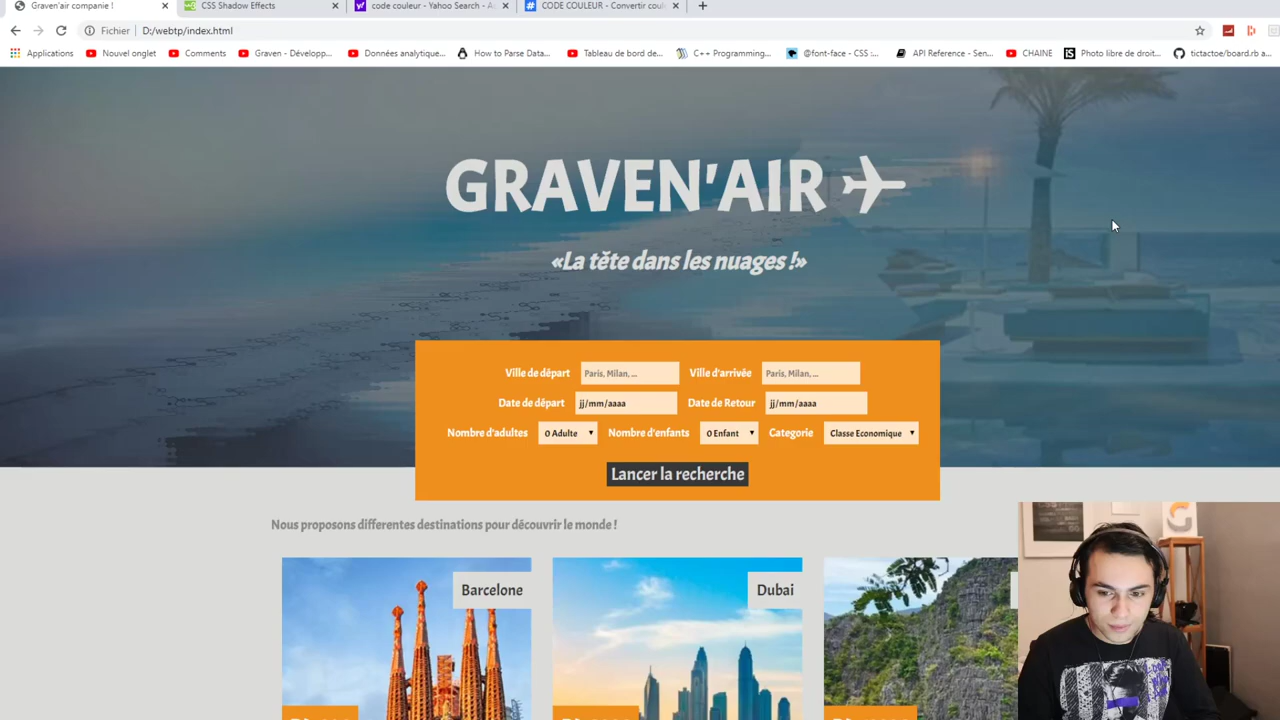 Graven'air companie !
CSS Shadow Effects
code couleur - Yahoo Search - A
CODE COULEUR - Convertir coul
Fichier
D:/webtp/index.html
Applications
Nouvel onglet
Comments
Graven - Développ...
Données analytique...
How to Parse Data...
Tableau de bord de...
C++ Programming...
@font-face - CSS :...
API Reference - Sen...
CHAINE
Photo libre de droit...
tictactoe/board.rb a...
GRAVEN'AIR
«La tête dans les nuages !»
Ville de départ
Paris, Milan, ...
Ville d'arrivée
Paris, Milan, ...
Date de départ
jj/mm/aaaa
Date de Retour
jj/mm/aaaa
Nombre d'adultes
0 Adulte
Nombre d'enfants
0 Enfant
Categorie
Classe Economique
Lancer la recherche
Nous proposons differentes destinations pour découvrir le monde !
Barcelone
Dubai